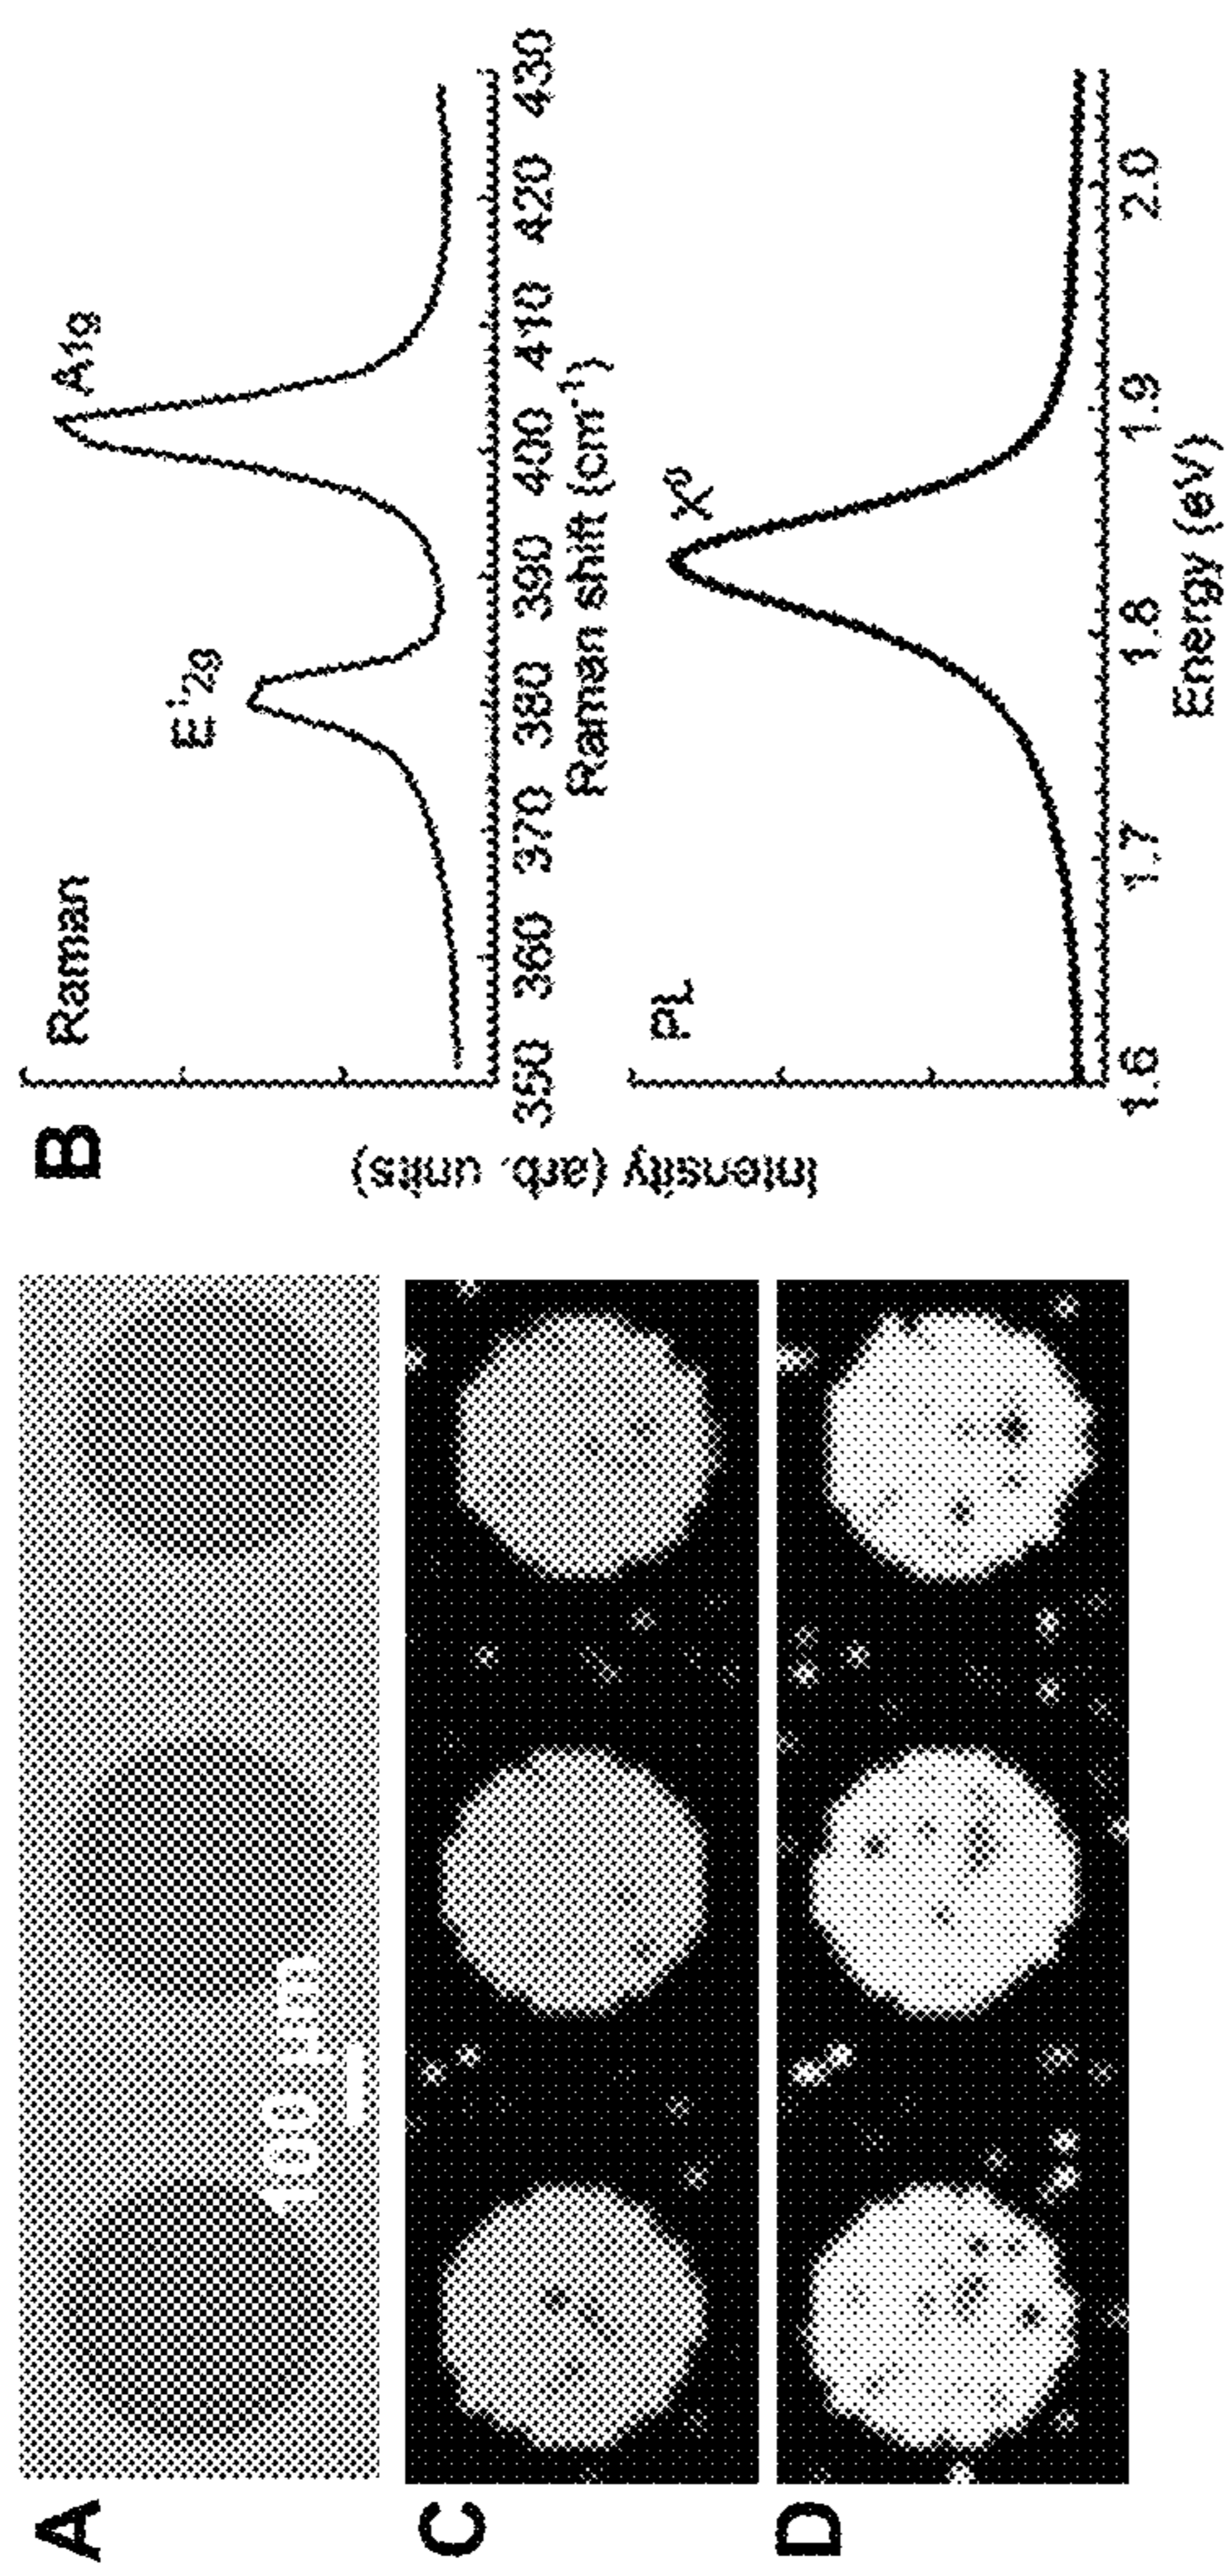 A
100 µm
B
Raman
E'2g
A1g
350 360 370 380 390 400 410 420 430
Raman shift (cm-1)
Intensity (arb. units)
PL
X0
1.6 1.7 1.8 1.9 2.0
Energy (eV)
C
D